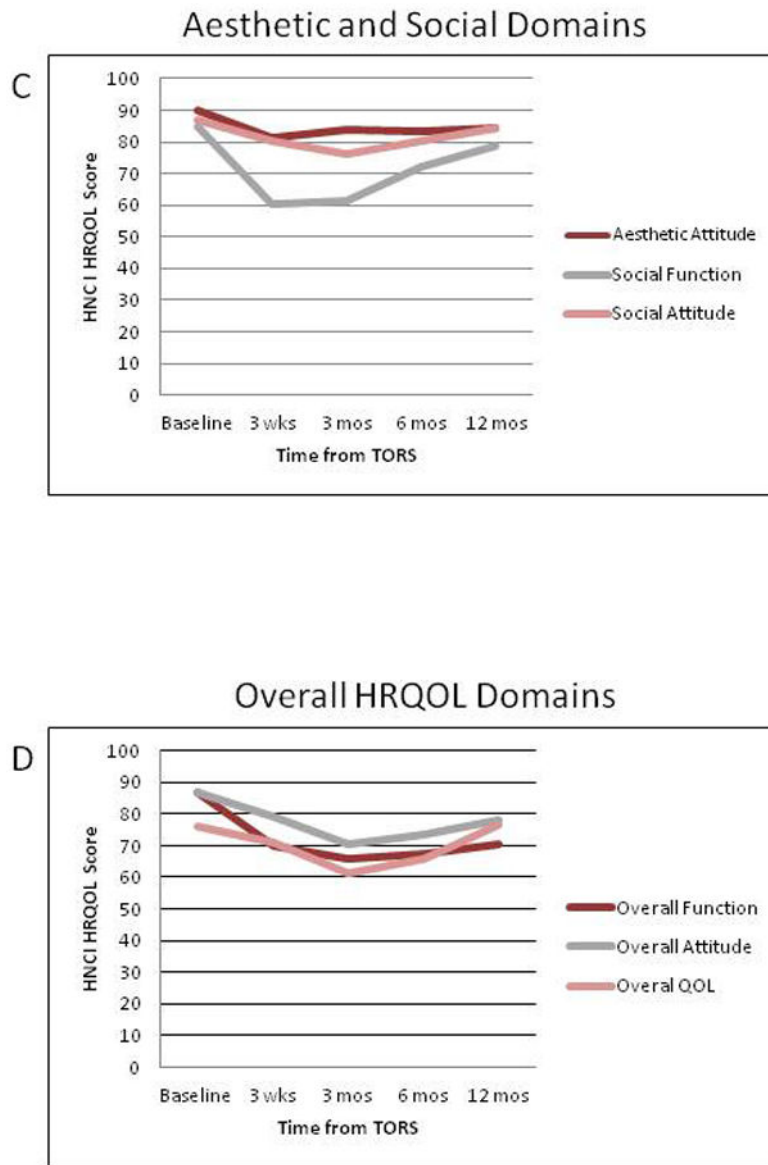 Aesthetic and Social Domains
C
100
90
80
70
60
50
40
30
20
10
0
HNC I HRQOL Score
Baseline 3 wks 3 mos 6 mos 12 mos
Time from TORS
Aesthetic Attitude
Social Function
Social Attitude
Overall HRQOL Domains
D
100
90
80
70
60
50
40
30
20
10
0
HNCI HRQOL Score
Baseline 3 wks 3 mos 6 mos 12 mos
Time from TORS
Overall Function
Overall Attitude
Overal QOL